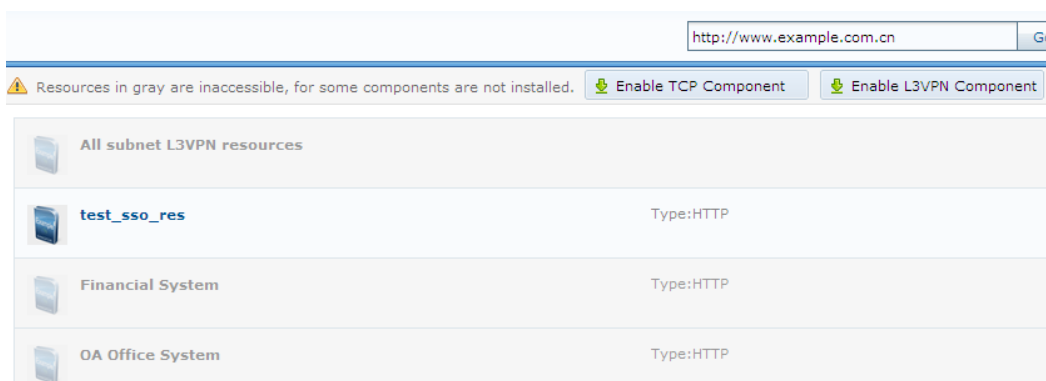 http://www.example.com.cn
Resources in gray are inaccessible, for some components are not installed. Enable TCP Component Enable L3VPN Component
All subnet L3VPN resources
test_sso_res Type:HTTP
Financial System Type:HTTP
OA Office System Type:HTTP